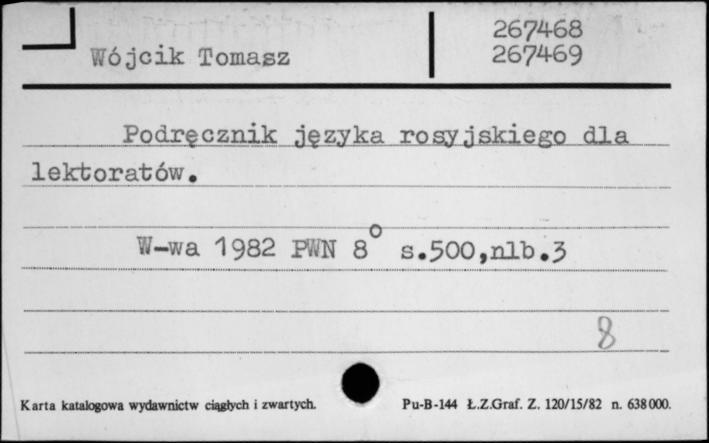 267468
Wójcik Tomasz 267469
Podręcznik języka rosyjskiego dla
lektoratów.
W-wa 1982 PWN 8° s.500,nlb.3
8
Karta katalogowa wydawnictw ciągłych i zwartych. Pu-B-144 Ł.Z.Graf. Z. 120/15/82 n. 638000.